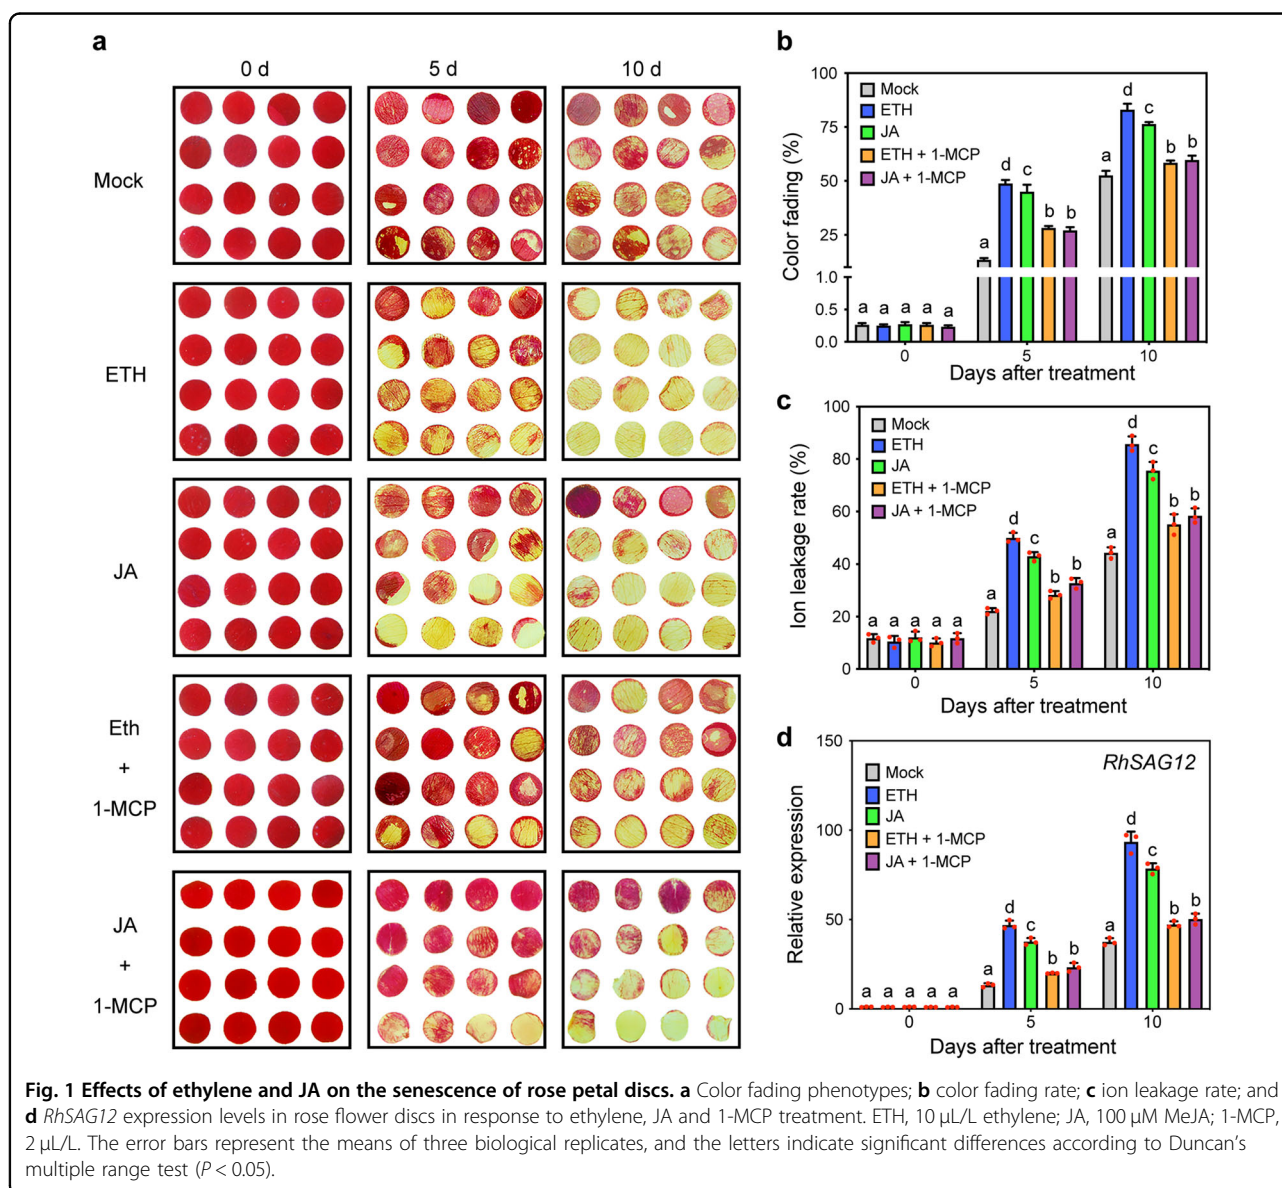 a
0 d 5 d 10 d
Mock
ETH
JA
Eth
+
1-MCP
JA
+
1-MCP
b
Color fading (%)
100
75
50
25
1.0
0.5
0.0
Mock
ETH
JA
ETH + 1-MCP
JA + 1-MCP
a a a a a
a d c b b
a d c b b
0 5 10
Days after treatment
c
Ion leakage rate (%)
100
80
60
40
20
0
Mock
ETH
JA
ETH + 1-MCP
JA + 1-MCP
a a a a a
a d c b b
a d c b b
0 5 10
Days after treatment
d
Relative expression
150
100
50
0
RhSAG12
Mock
ETH
JA
ETH + 1-MCP
JA + 1-MCP
a a a a a
a d c b b
a d c b b
0 5 10
Days after treatment
Fig. 1 Effects of ethylene and JA on the senescence of rose petal discs. a Color fading phenotypes; b color fading rate; c ion leakage rate; and
d RhSAG12 expression levels in rose flower discs in response to ethylene, JA and 1-MCP treatment. ETH, 10 μL/L ethylene; JA, 100 μM MeJA; 1-MCP,
2 μL/L. The error bars represent the means of three biological replicates, and the letters indicate significant differences according to Duncan's
multiple range test (P < 0.05).